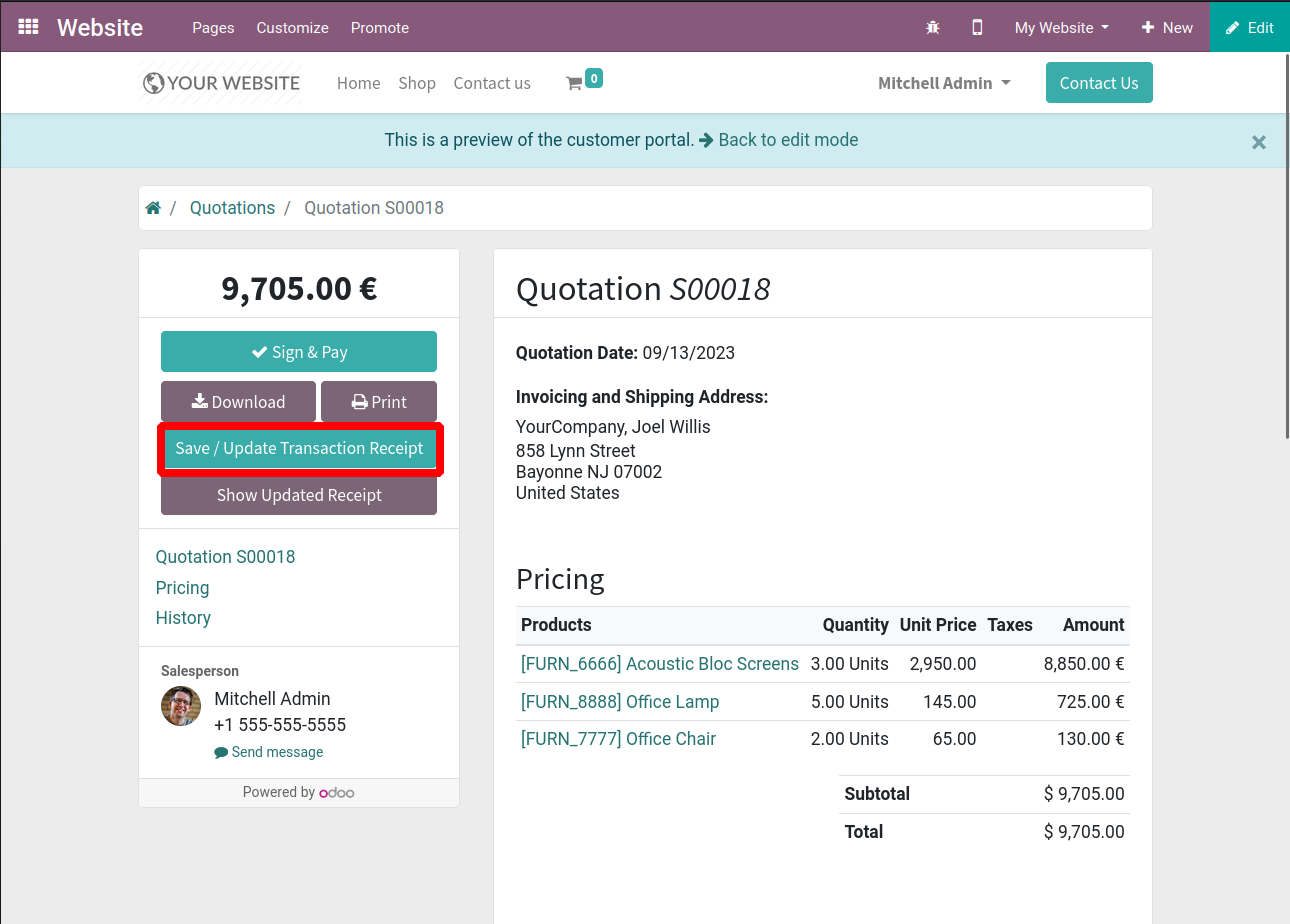 Website Pages Customize Promote My Website New Edit
YOUR WEBSITE Home Shop Contact us 0 Mitchell Admin Contact Us
This is a preview of the customer portal. Back to edit mode ×
/ Quotations / Quotation S00018
9,705.00 €
Sign & Pay
Download Print
Save / Update Transaction Receipt
Show Updated Receipt
Quotation S00018
Pricing
History
Salesperson
Mitchell Admin
+1 555-555-5555
Send message
Powered by odoo
Quotation S00018
Quotation Date: 09/13/2023
Invoicing and Shipping Address:
YourCompany, Joel Willis
858 Lynn Street
Bayonne NJ 07002
United States
Pricing
Products Quantity Unit Price Taxes Amount
[FURN_6666] Acoustic Bloc Screens 3.00 Units 2,950.00 8,850.00 €
[FURN_8888] Office Lamp 5.00 Units 145.00 725.00 €
[FURN_7777] Office Chair 2.00 Units 65.00 130.00 €
Subtotal $ 9,705.00
Total $ 9,705.00